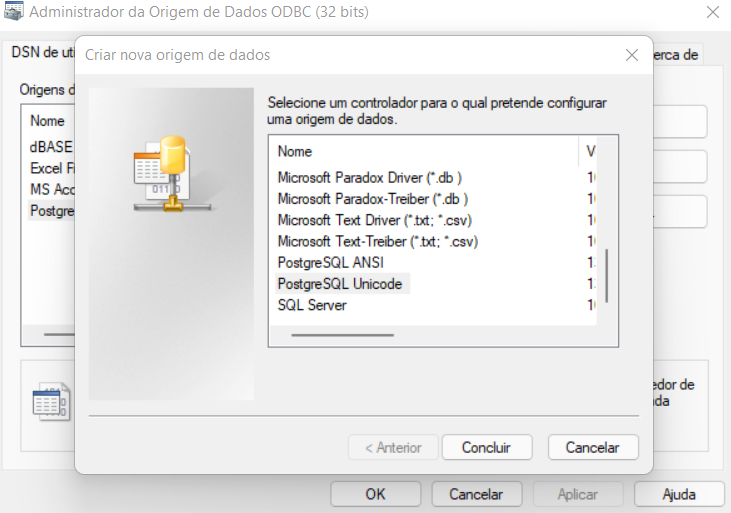 Administrador da Origem de Dados ODBC (32 bits)
DSN de uti
erca de
Criar nova origem de dados
Origens d
Nome
dBASE
Excel Fi
MS Acc
Postgre
Selecione um controlador para o qual pretende configurar
uma origem de dados.
Nome V
Microsoft Paradox Driver (*.db ) 1
Microsoft Paradox-Treiber (*.db ) 1
Microsoft Text Driver (*.txt; *.csv) 1
Microsoft Text-Treiber (*.txt; *.csv) 1
PostgreSQL ANSI 1
PostgreSQL Unicode 1
SQL Server 1
edor de
da
< Anterior Concluir Cancelar
OK Cancelar Aplicar Ajuda